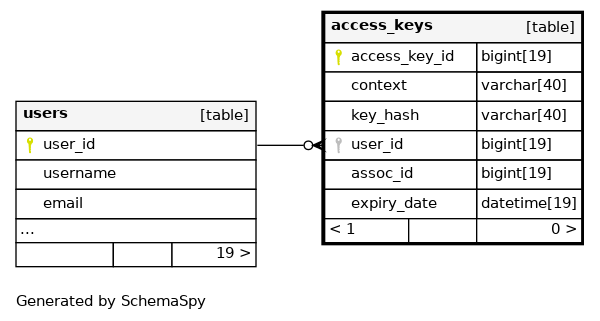 access_keys [table]
access_key_id bigint[19]
context varchar[40]
key_hash varchar[40]
user_id bigint[19]
assoc_id bigint[19]
expiry_date datetime[19]
< 1 0 >
users [table]
user_id
username
email
...
19 >
Generated by SchemaSpy